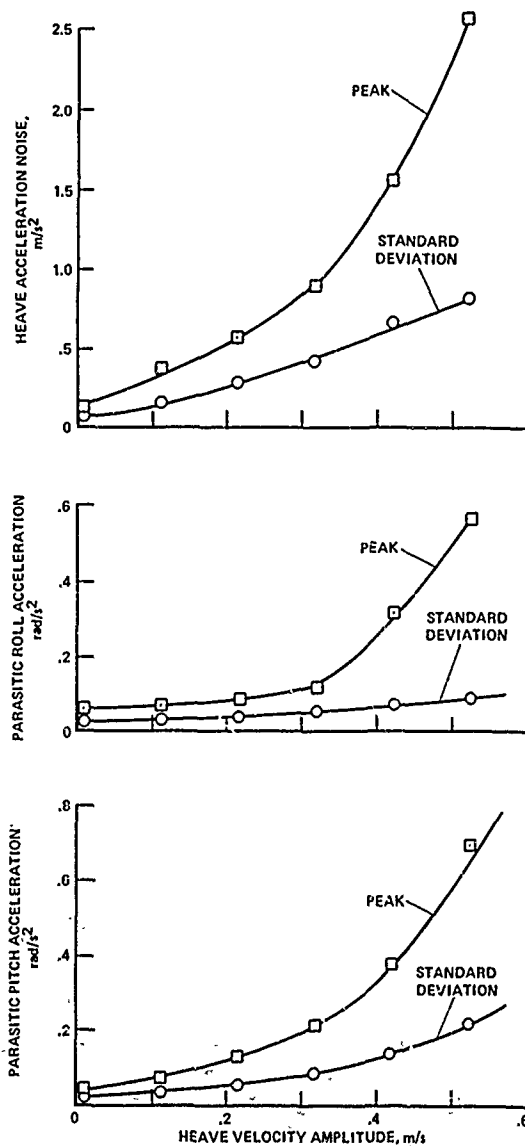 HEAVE ACCELERATION NOISE,
m/s²
2.5
2.0
1.5
1.0
.5
0
PEAK
STANDARD
DEVIATION
PARASITIC ROLL ACCELERATION
rad/s²
.6
.4
.2
0
PEAK
STANDARD
DEVIATION
PARASITIC PITCH ACCELERATION
rad/s²
.8
.6
.4
.2
0
.2
.4
.6
PEAK
STANDARD
DEVIATION
HEAVE VELOCITY AMPLITUDE, m/s